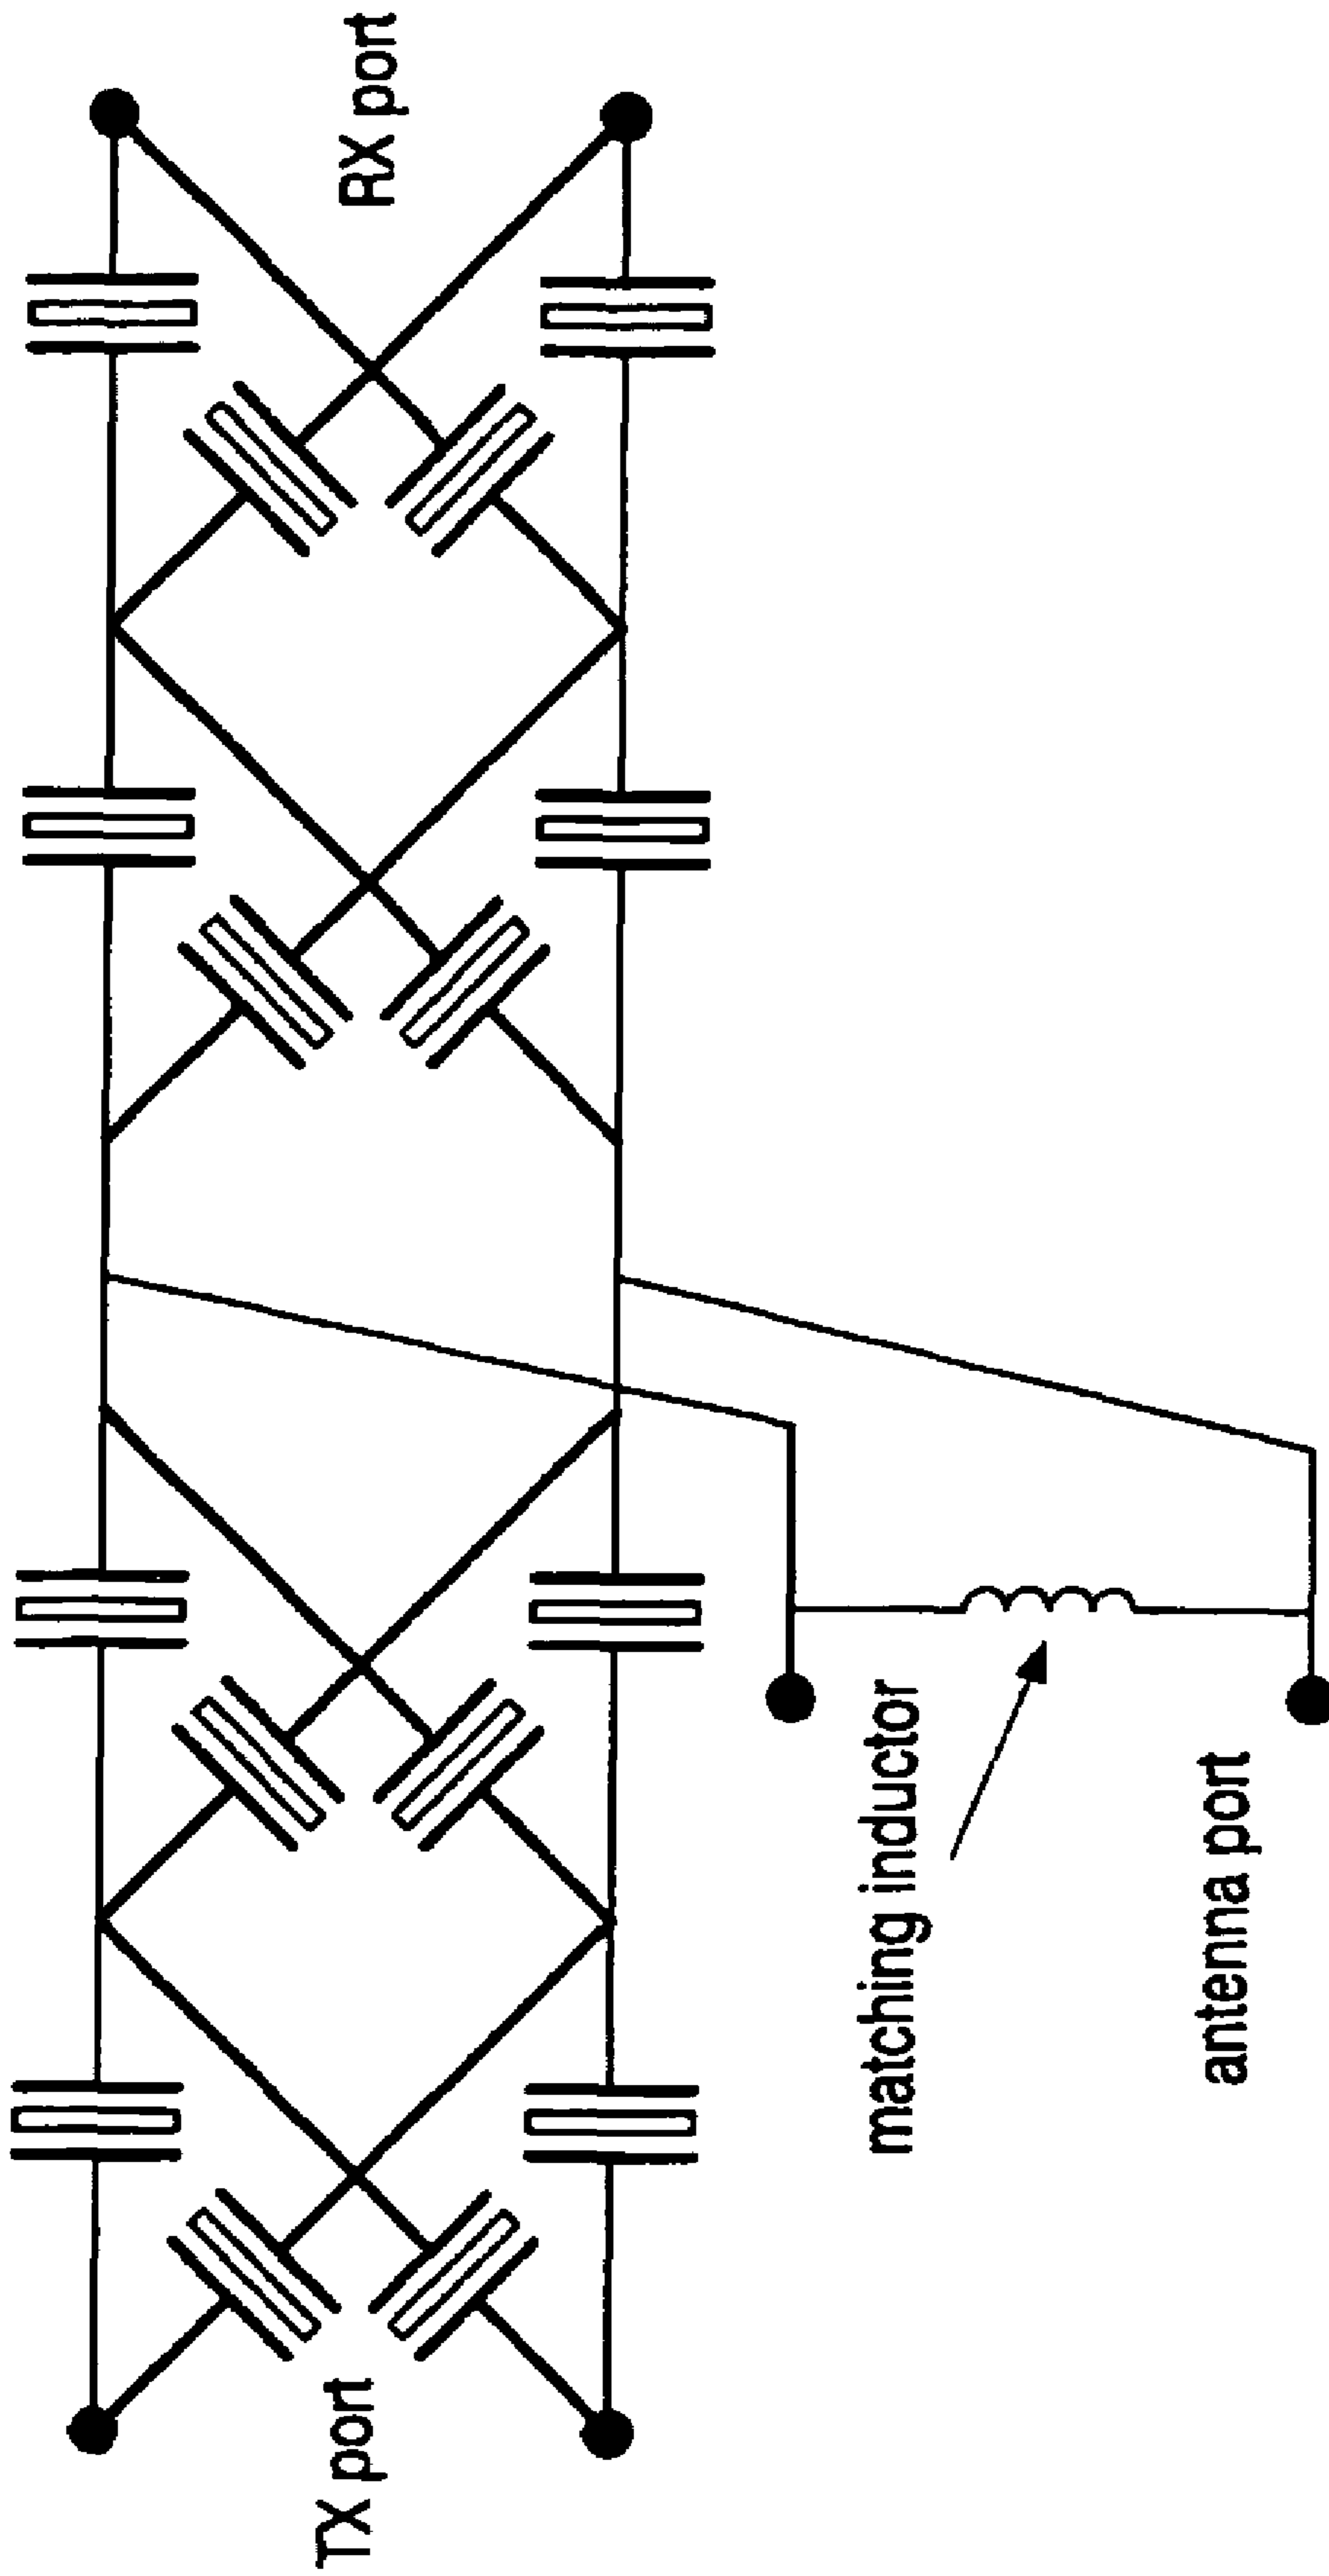 TX port
RX port
matching inductor
antenna port